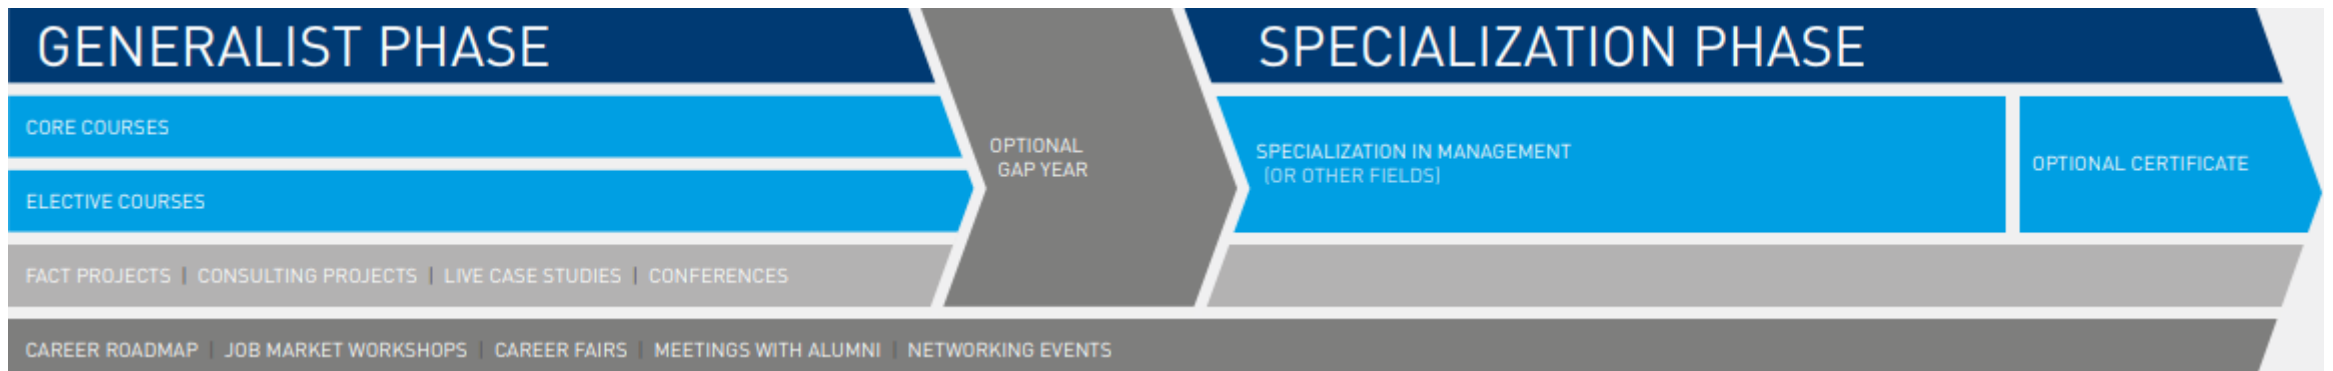 GENERALIST PHASE
SPECIALIZATION PHASE
CORE COURSES
ELECTIVE COURSES
OPTIONAL
GAP YEAR
SPECIALIZATION IN MANAGEMENT
(OR OTHER FIELDS)
OPTIONAL CERTIFICATE
FACT PROJECTS | CONSULTING PROJECTS | LIVE CASE STUDIES | CONFERENCES
CAREER ROADMAP | JOB MARKET WORKSHOPS | CAREER FAIRS | MEETINGS WITH ALUMNI | NETWORKING EVENTS